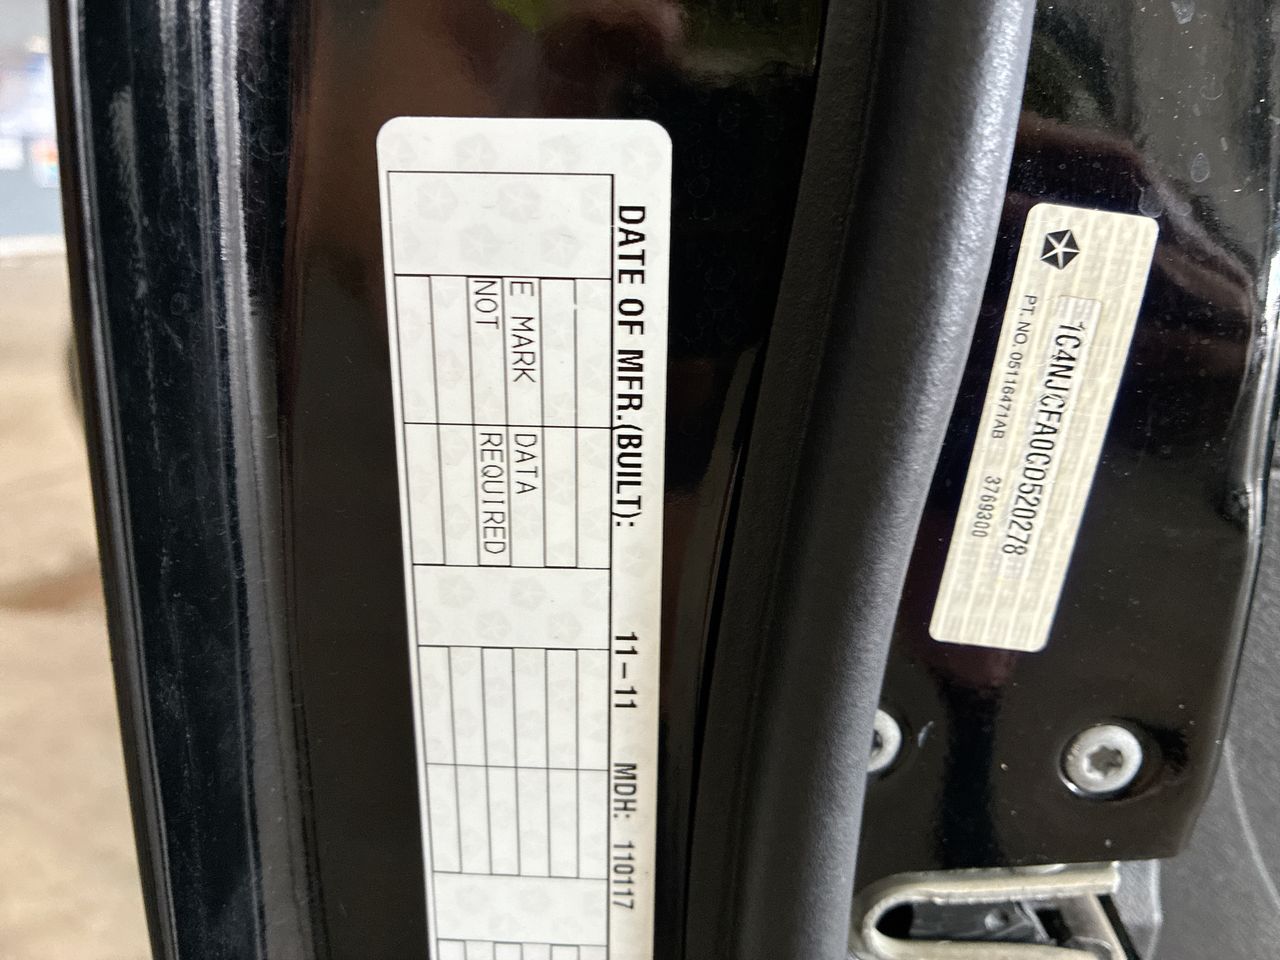 DATE OF MFR.(BUILT): 11-11 MDH: 110117
E MARK DATA
NOT REQUIRED
1C4NJCFA0CD520278
PT. NO. 05116471AB 3769300